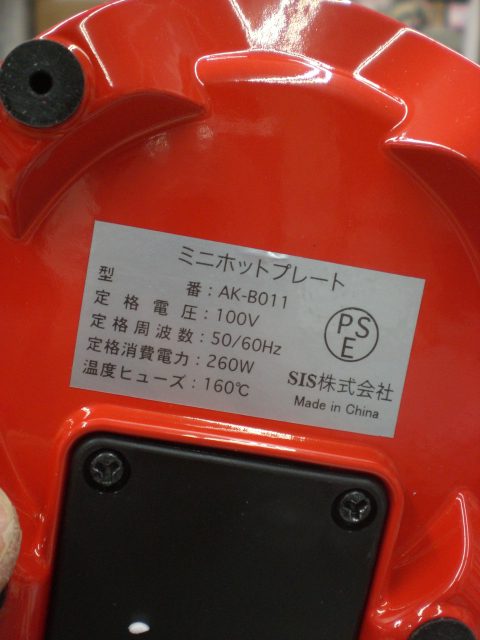 ミニホットプレート
型 番：AK-B011
定格電圧：100V
定格周波数：50/60Hz
定格消費電力：260W
温度ヒューズ：160℃
PSE
SIS株式会社
Made in China